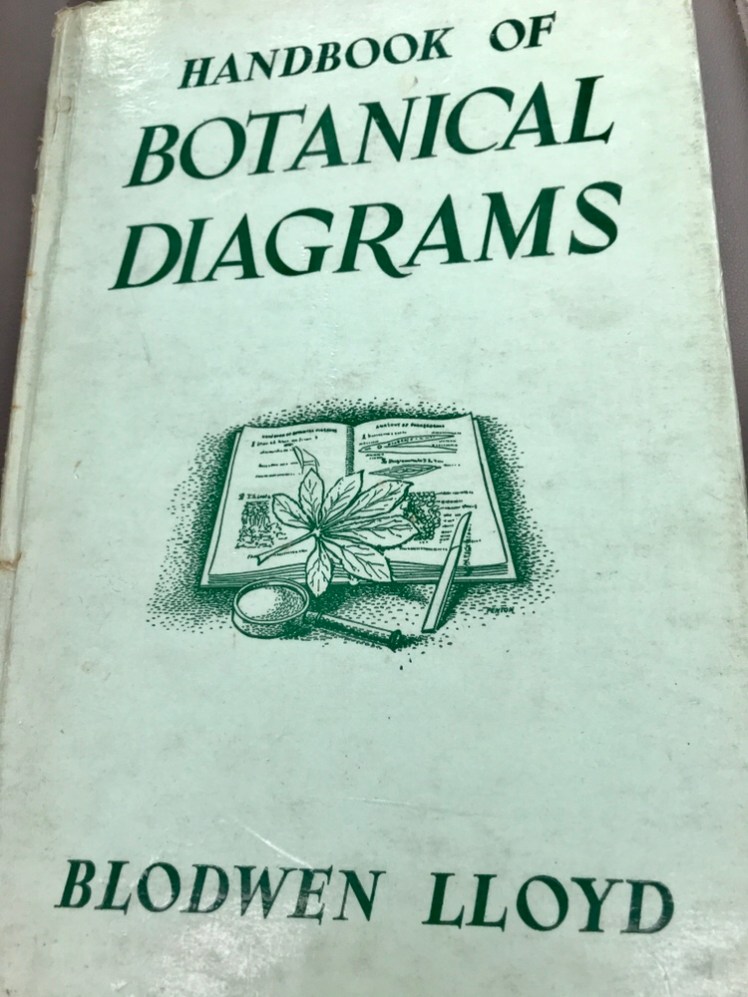 HANDBOOK OF
BOTANICAL
DIAGRAMS
BLODWEN LLOYD